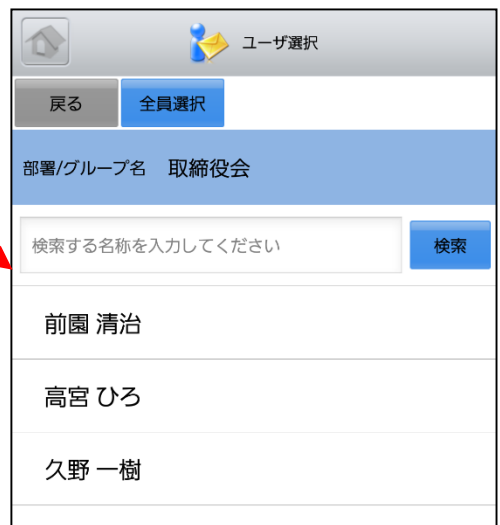 ユーザ選択
戻る 全員選択
部署/グループ名 取締役会
検索する名称を入力してください 検索
前園 清治
高宮 ひろ
久野 一樹